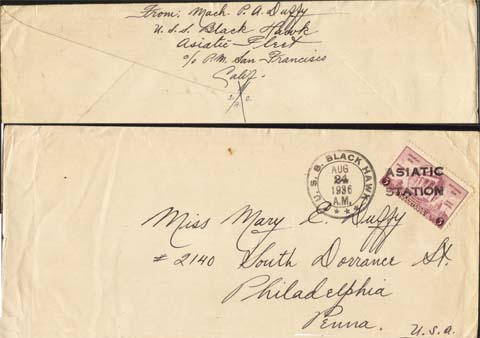 From: Mach. P. A. Duffy
U.S.S. Black Hawk
Asiatic Fleet
c/o P.M. San Francisco
Calif.
U.S.S. BLACK HAWK
AUG
24
1936
A.M.
ASIATIC
STATION
Miss Mary C. Duffy
# 2140 South Dorrance St.
Philadelphia
Penna.
U.S.a.